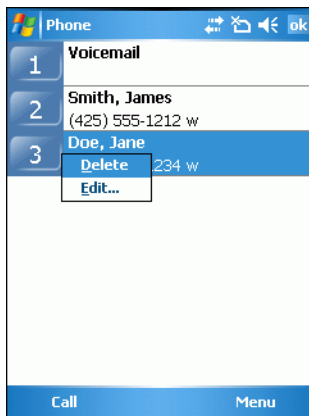 Phone ok
1 Voicemail
2 Smith, James
(425) 555-1212 w
3 Doe, Jane
Delete 234 w
Edit...
Call Menu